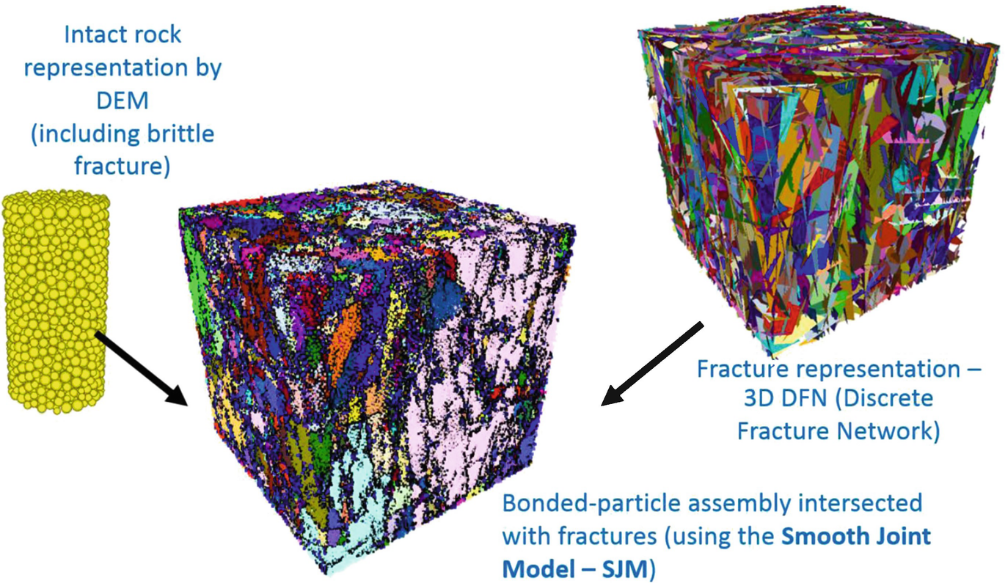 Intact rock
representation by
DEM
(including brittle
fracture)
Fracture representation –
3D DFN (Discrete
Fracture Network)
Bonded-particle assembly intersected
with fractures (using the Smooth Joint
Model – SJM)